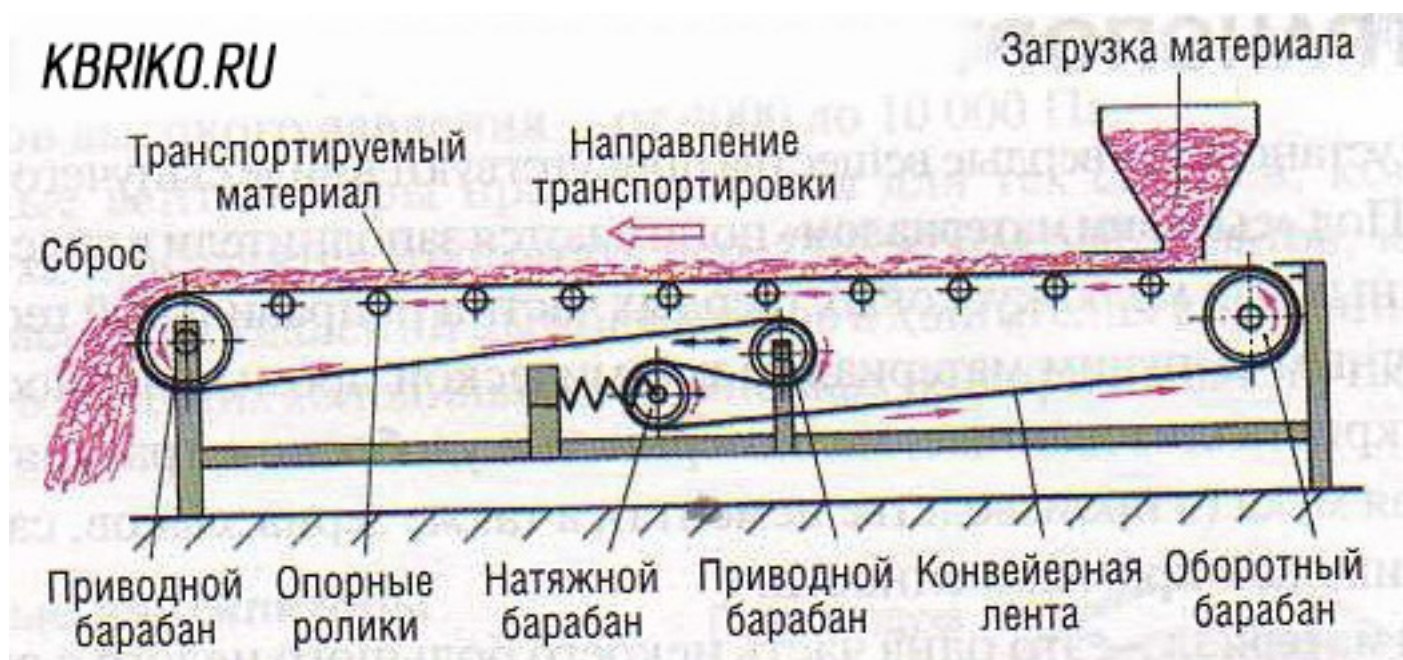 KBRIKO.RU
Загрузка материала
Транспортируемый
материал
Направление
транспортировки
Сброс
Приводной
барабан
Опорные
ролики
Натяжной
барабан
Приводной
барабан
Конвейерная
лента
Оборотный
барабан